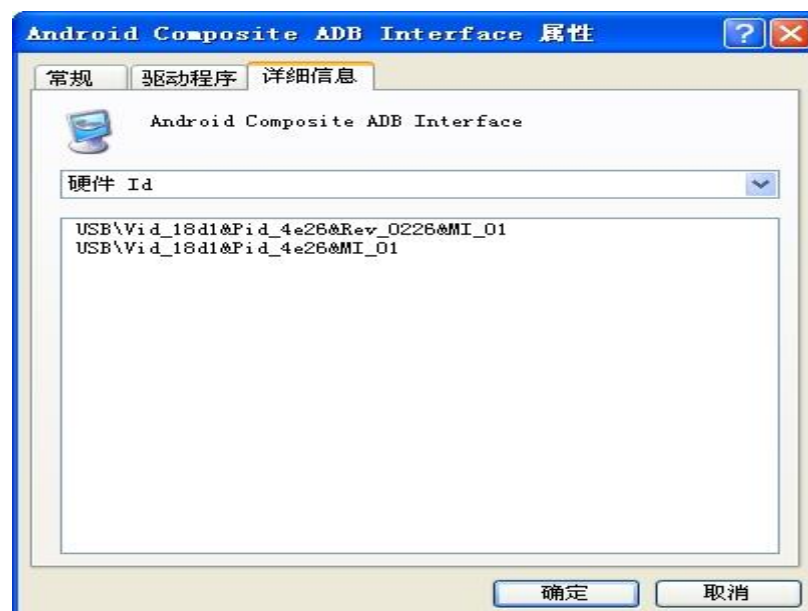 Android Composite ADB Interface 属性
常规 驱动程序 详细信息
Android Composite ADB Interface
硬件 Id
USB\Vid_18d1&Pid_4e26&Rev_0226&MI_01
USB\Vid_18d1&Pid_4e26&MI_01
确定 取消